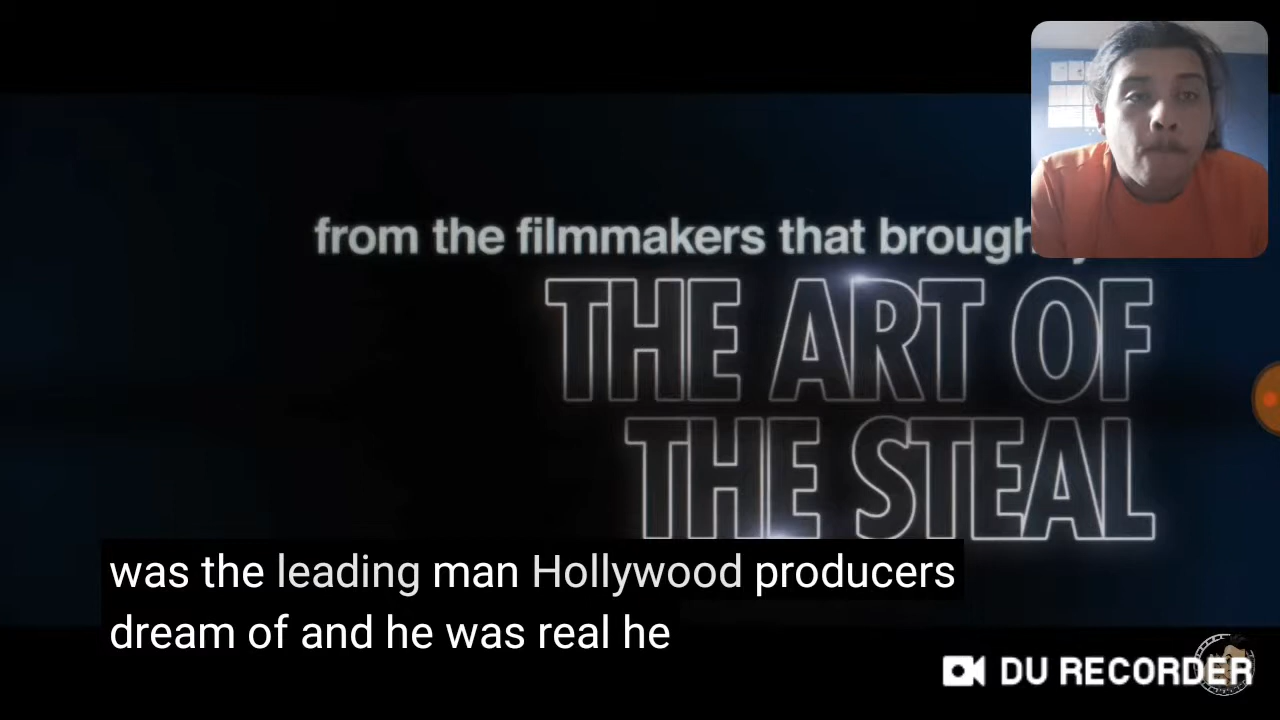 from the filmmakers that brough
THE ART OF
THE STEAL
was the leading man Hollywood producers
dream of and he was real he
DU RECORDER